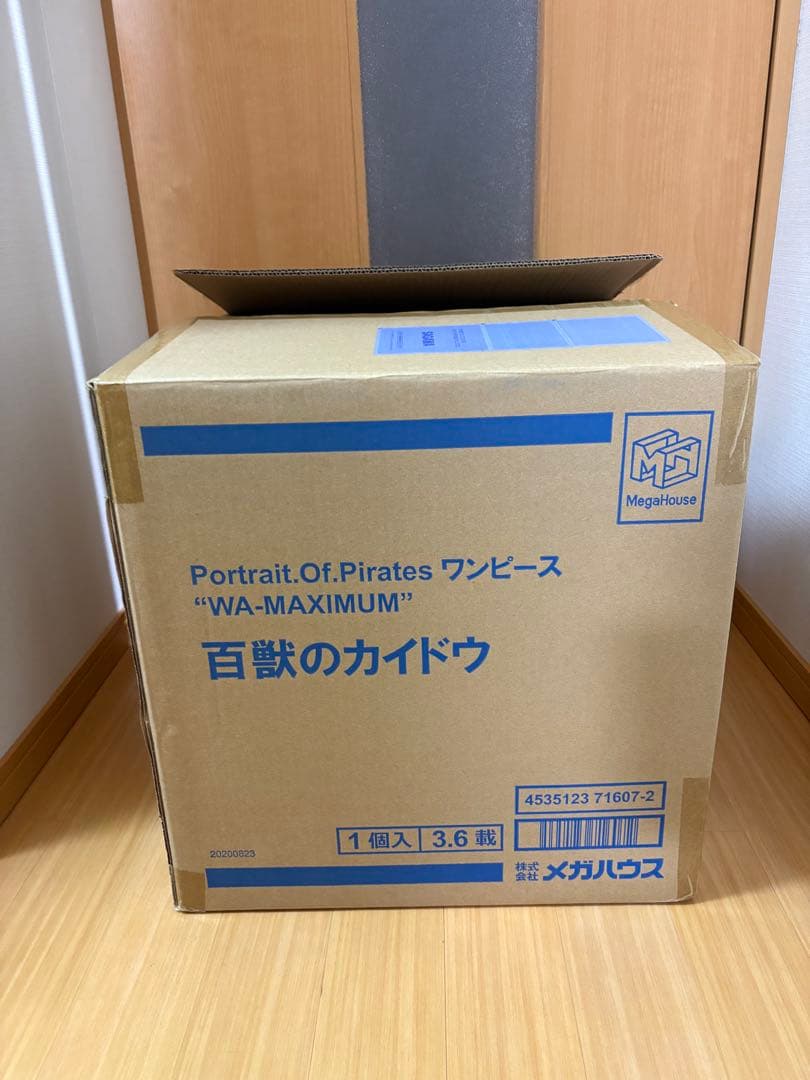 MegaHouse
Portrait.Of.Pirates ワンピース
“WA-MAXIMUM”
百獣のカイドウ
4535123 71607-2
1個入 3.6載
20200823
株式会社 メガハウス